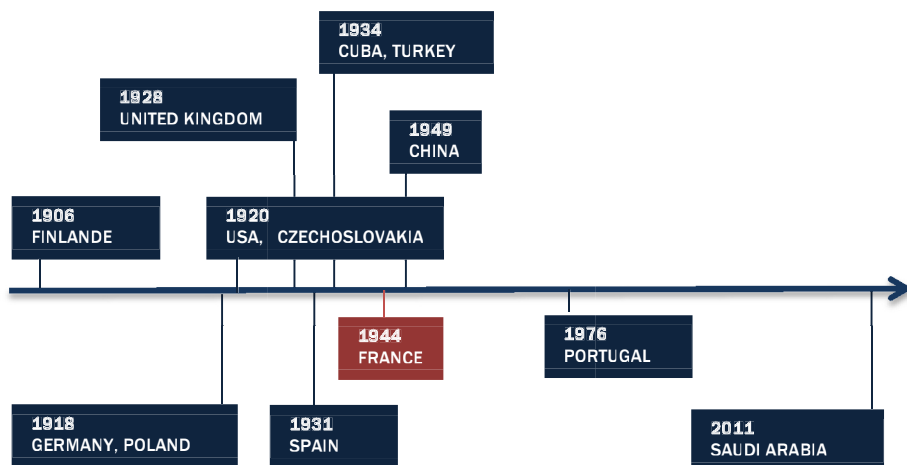 1934
CUBA, TURKEY
1928
UNITED KINGDOM
1949
CHINA
1906
FINLANDE
1920
USA, CZECHOSLOVAKIA
1944
FRANCE
1976
PORTUGAL
1918
GERMANY, POLAND
1931
SPAIN
2011
SAUDI ARABIA